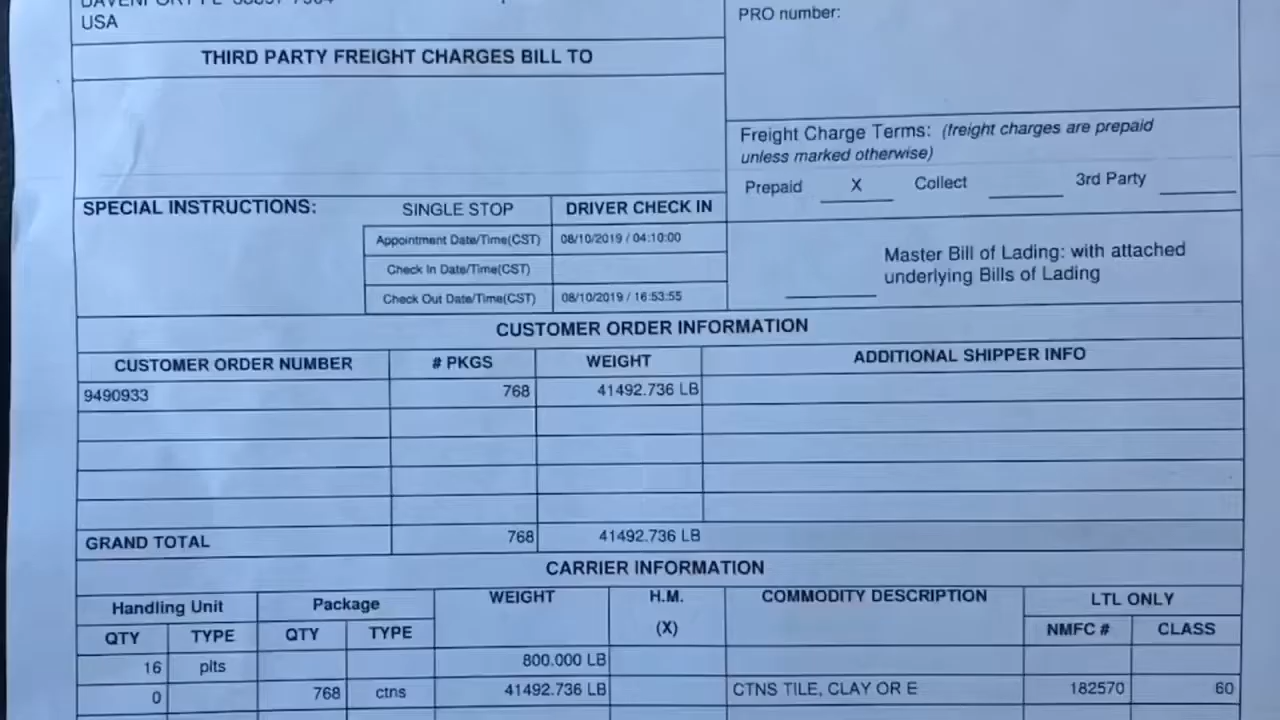 USA
PRO number:
THIRD PARTY FREIGHT CHARGES BILL TO
Freight Charge Terms: (freight charges are prepaid
unless marked otherwise)
Prepaid X Collect 3rd Party
SPECIAL INSTRUCTIONS: SINGLE STOP DRIVER CHECK IN
Appointment Date/Time(CST) 08/10/2019 / 04:10:00
Check In Date/Time(CST)
Check Out Date/Time(CST) 08/10/2019 / 16:53:55
Master Bill of Lading: with attached
underlying Bills of Lading
CUSTOMER ORDER INFORMATION
CUSTOMER ORDER NUMBER # PKGS WEIGHT ADDITIONAL SHIPPER INFO
9490933 768 41492.736 LB
GRAND TOTAL 768 41492.736 LB
CARRIER INFORMATION
Handling Unit Package WEIGHT H.M. COMMODITY DESCRIPTION LTL ONLY
QTY TYPE QTY TYPE (X) NMFC # CLASS
16 plts 800.000 LB
0 768 ctns 41492.736 LB CTNS TILE, CLAY OR E 182570 60